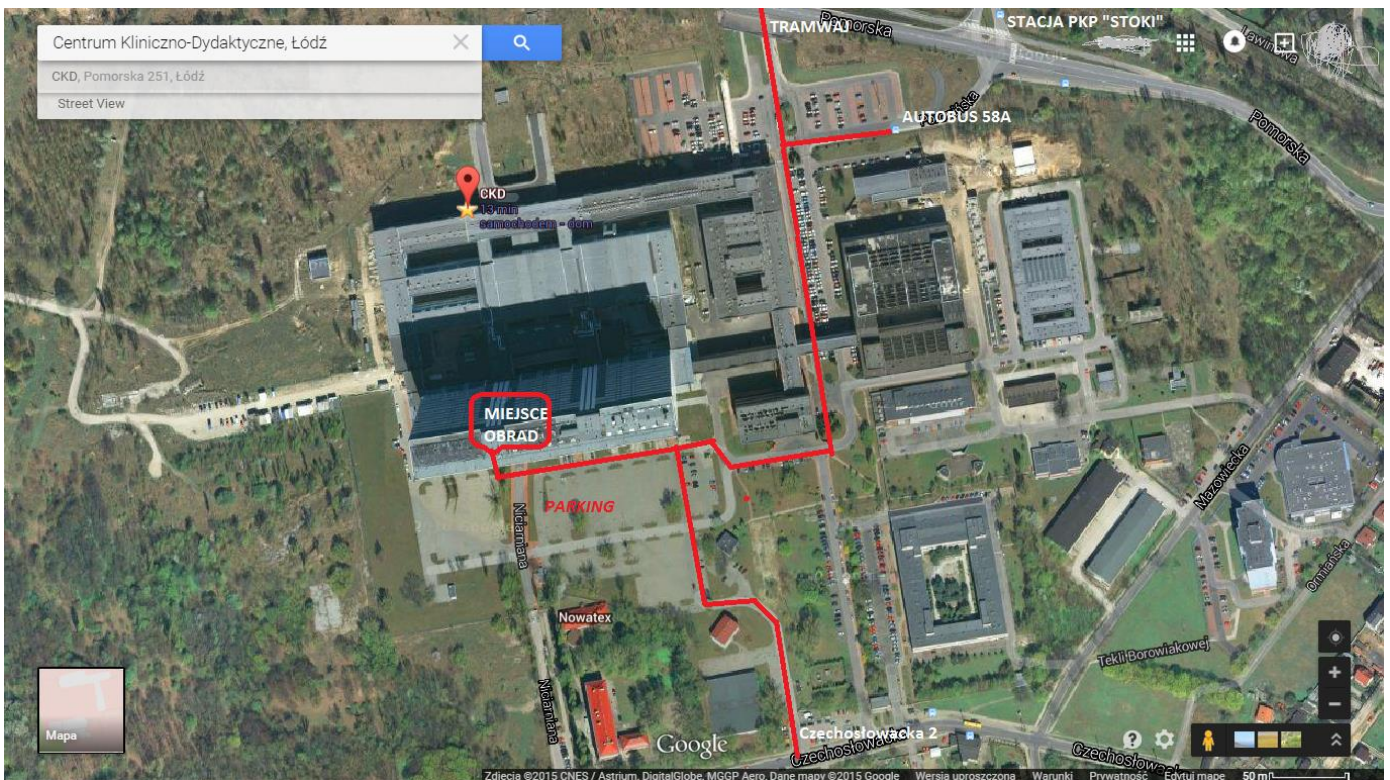 Centrum Kliniczno-Dydaktyczne, Łódź
CKD, Pomorska 251, Łódź
Street View
TRAMWAJ
Pomorska
STACJA PKP "STOKI"
AUTOBUS 58A
Pomorska
CKD
13 min
samochodem - dom
MIEJSCE
OBRAD
PARKING
Niciarniana
Mazowiecka
Ormiańska
Nowatex
Tekli Borowiakowej
Niciarniana
Mapa
Google
Czechosłowacka 2
Czechosłowacka
Czechosłowacka
Zdjęcia ©2015 CNES / Astrium, DigitalGlobe, MGGP Aero, Dane mapy ©2015 Google Wersja uproszczona Warunki Prywatność Edytuj mapę 50 m